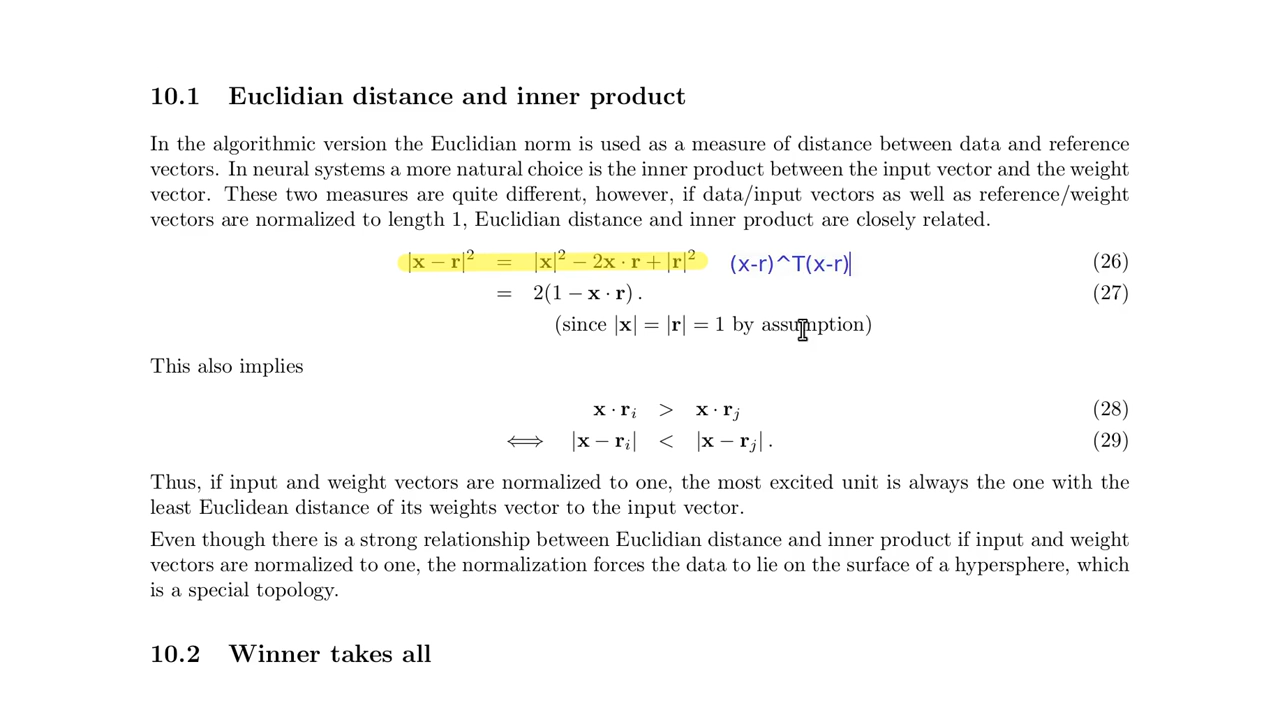 10.1 Euclidian distance and inner product
In the algorithmic version the Euclidian norm is used as a measure of distance between data and reference
vectors. In neural systems a more natural choice is the inner product between the input vector and the weight
vector. These two measures are quite different, however, if data/input vectors as well as reference/weight
vectors are normalized to length 1, Euclidian distance and inner product are closely related.
|x − r|² = |x|² − 2x · r + |r|² (x-r)^T(x-r) (26)
= 2(1 − x · r) . (27)
(since |x| = |r| = 1 by assumption)
This also implies
x · rᵢ > x · rⱼ (28)
⟺ |x − rᵢ| < |x − rⱼ| . (29)
Thus, if input and weight vectors are normalized to one, the most excited unit is always the one with the
least Euclidean distance of its weights vector to the input vector.
Even though there is a strong relationship between Euclidian distance and inner product if input and weight
vectors are normalized to one, the normalization forces the data to lie on the surface of a hypersphere, which
is a special topology.
10.2 Winner takes all